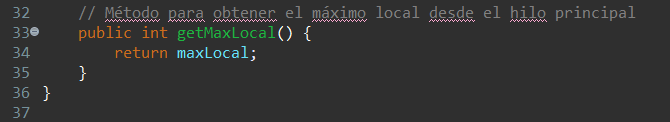 32 // Método para obtener el máximo local desde el hilo principal
33 public int getMaxLocal() {
34 return maxLocal;
35 }
36 }
37